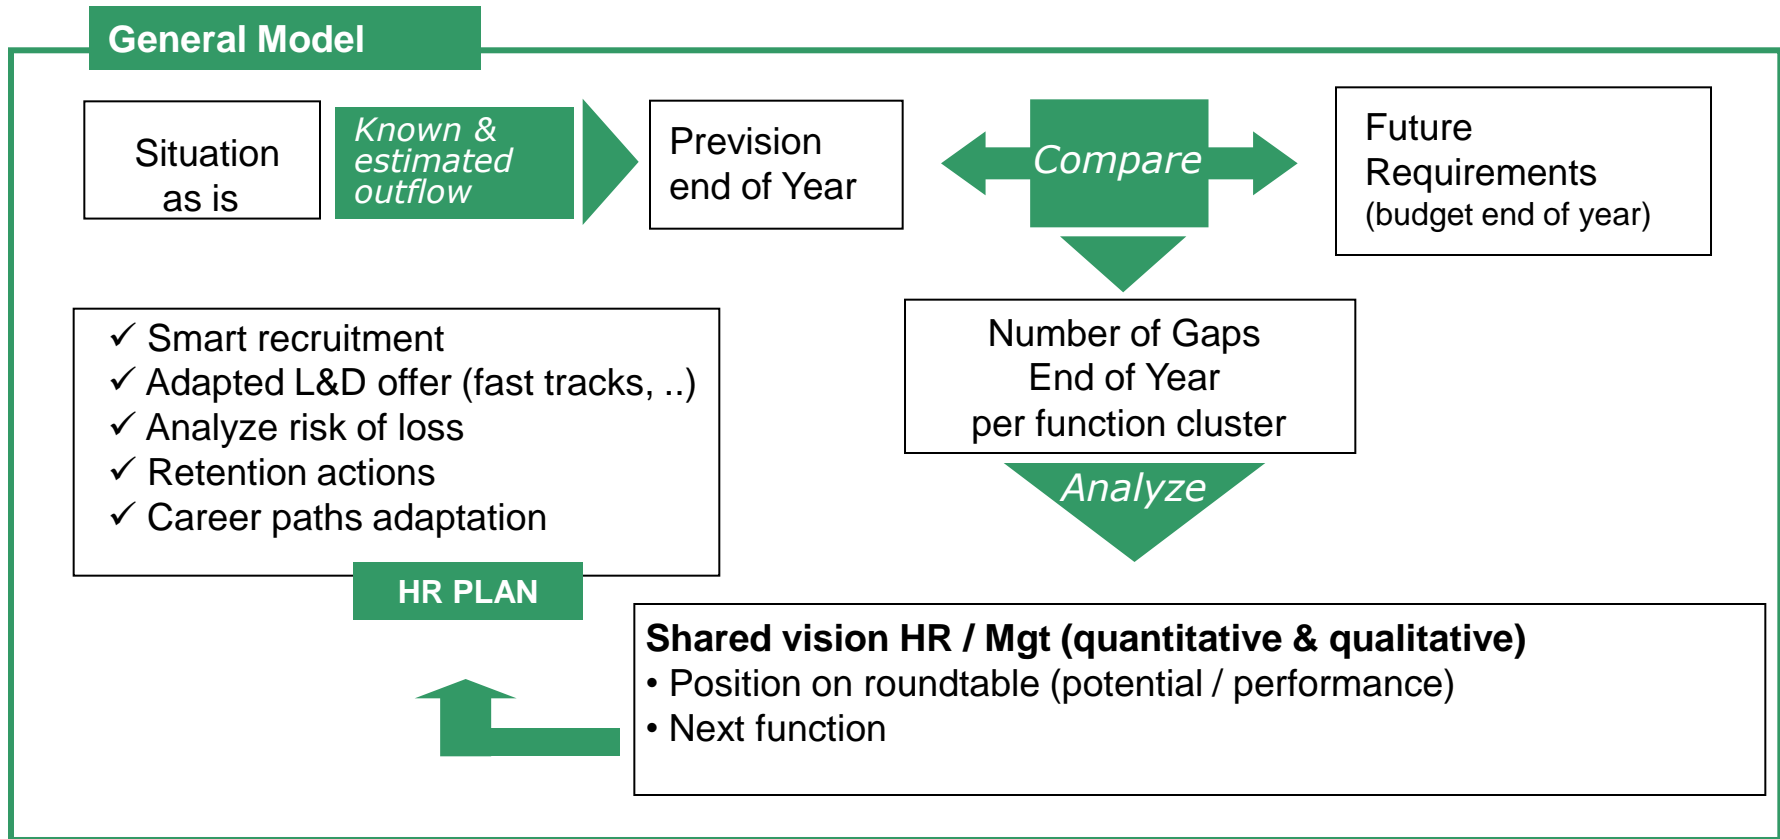 General Model
Situation
as is
Known &
estimated
outflow
Prevision
end of Year
Compare
Future
Requirements
(budget end of year)
Number of Gaps
End of Year
per function cluster
Analyze
✓ Smart recruitment
✓ Adapted L&D offer (fast tracks, ..)
✓ Analyze risk of loss
✓ Retention actions
✓ Career paths adaptation
HR PLAN
Shared vision HR / Mgt (quantitative & qualitative)
• Position on roundtable (potential / performance)
• Next function